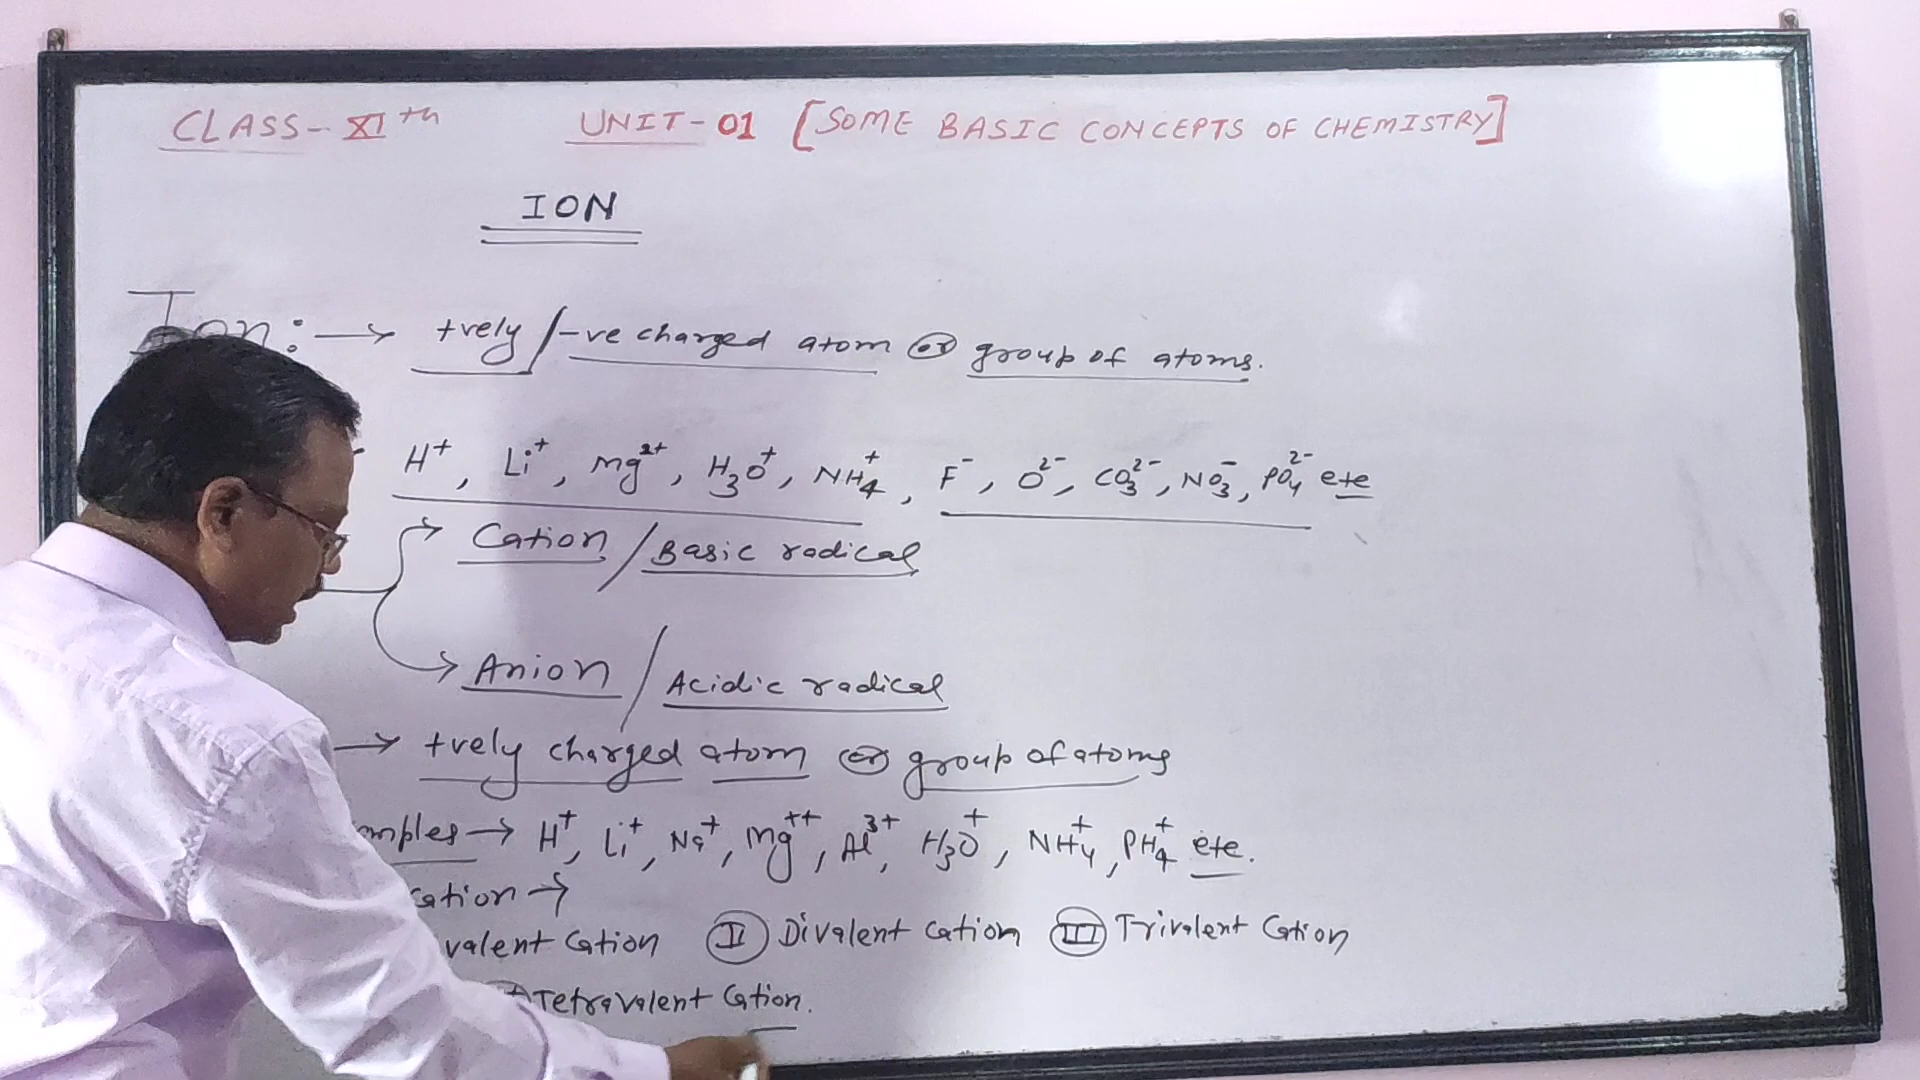 CLASS-XIth UNIT-01 [SOME BASIC CONCEPTS OF CHEMISTRY]
ION
Ion: → +vely/-ve charged atom or group of atoms.
H⁺, Li⁺, Mg²⁺, H₃O⁺, NH₄⁺, F⁻, O²⁻, CO₃²⁻, NO₃⁻, PO₄²⁻ etc
Cation/Basic radical
Anion/Acidic radical
→ +vely charged atom or group of atoms
mples → H⁺, Li⁺, Na⁺, Mg⁺⁺, Al³⁺, H₃O⁺, NH₄⁺, PH₄⁺ etc.
cation →
valent Cation II Divalent Cation III Trivalent Cation
Tetravalent Cation.